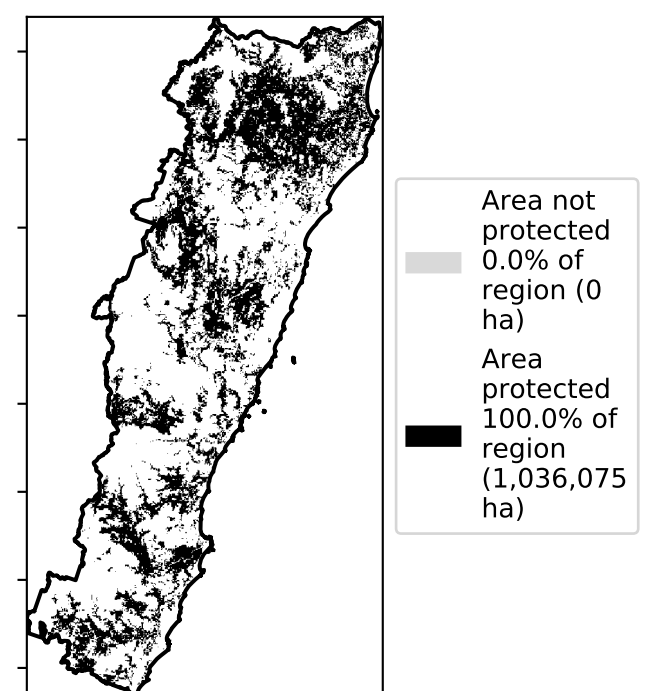 Area not
protected
0.0% of
region (0
ha)
Area
protected
100.0% of
region
(1,036,075
ha)